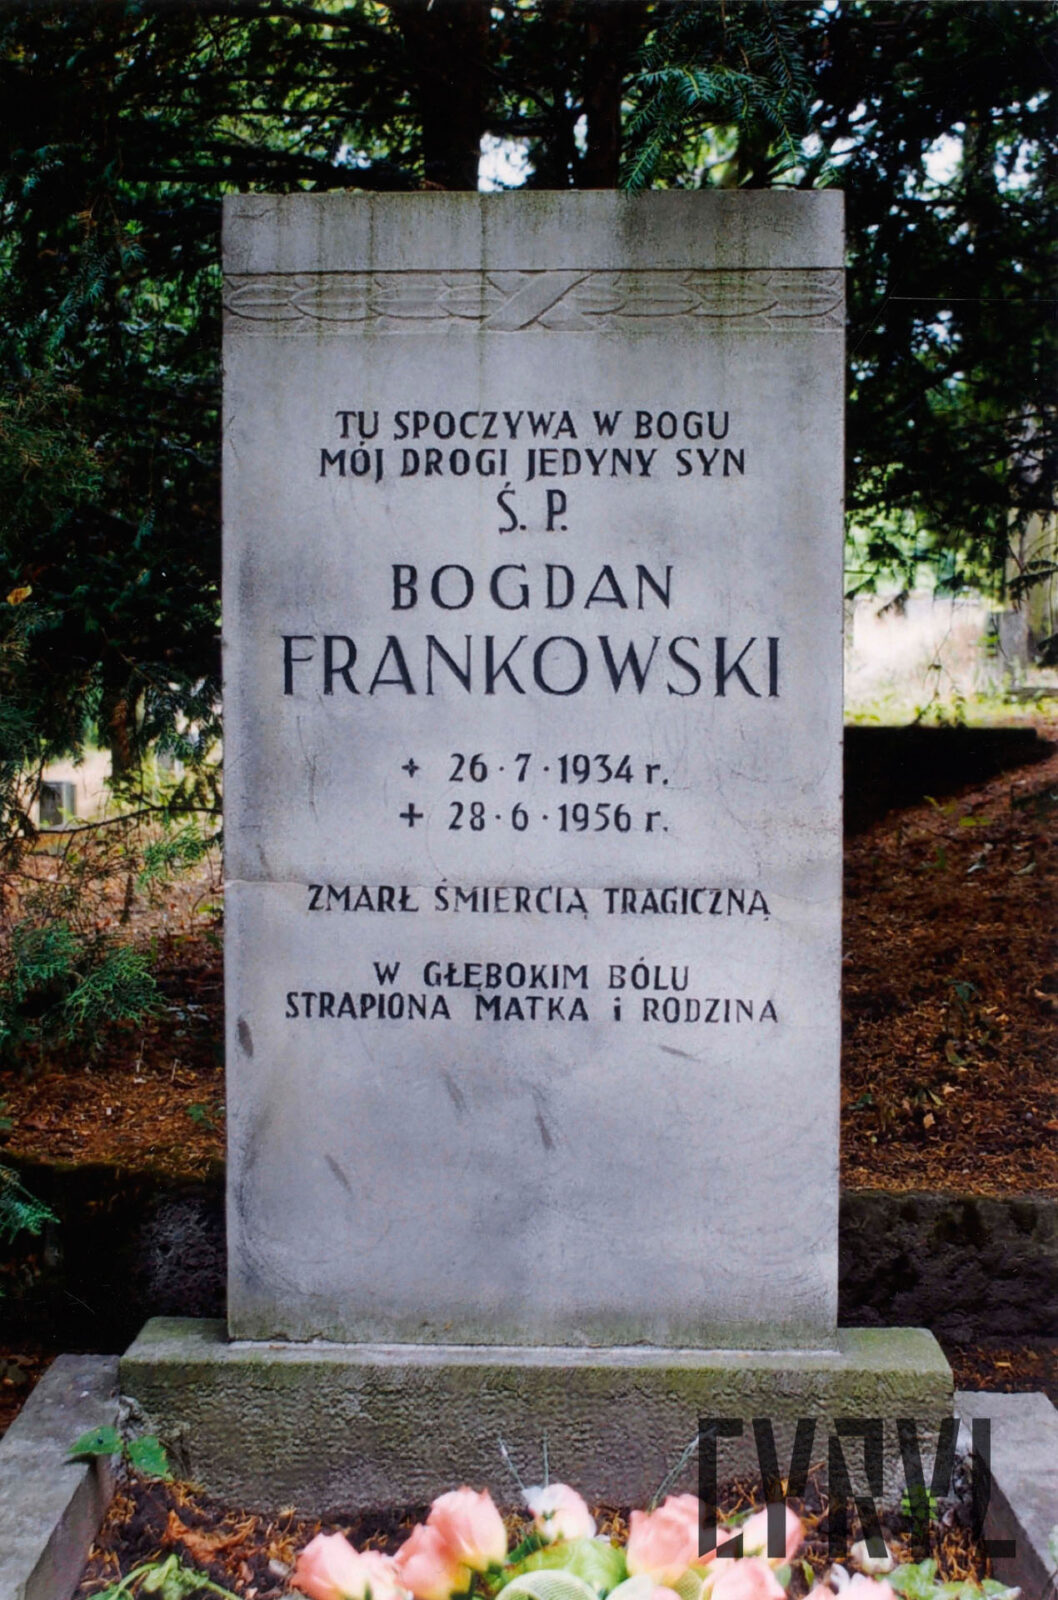 TU SPOCZYWA W BOGU
MÓJ DROGI JEDYNY SYN
Ś. P.
BOGDAN
FRANKOWSKI
+ 26·7·1934 r.
+ 28·6·1956 r.
ZMARŁ ŚMIERCIĄ TRAGICZNĄ
W GŁĘBOKIM BÓLU
STRAPIONA MATKA i RODZINA
CYRYL